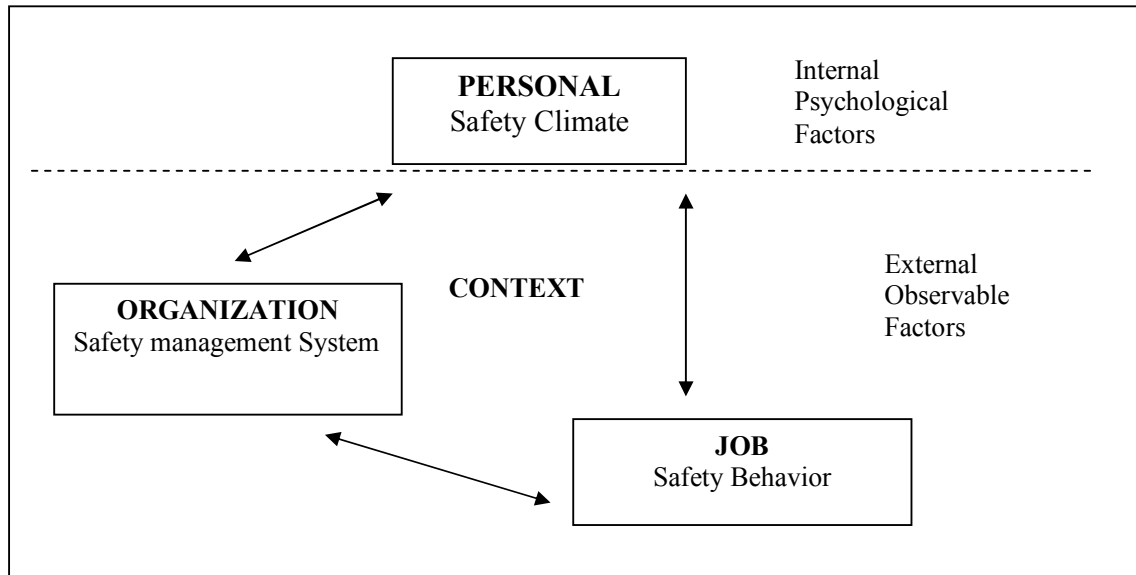 PERSONAL
Safety Climate
Internal
Psychological
Factors
CONTEXT
External
Observable
Factors
ORGANIZATION
Safety management System
JOB
Safety Behavior